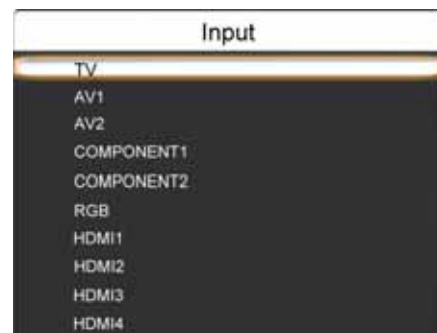 Input
TV
AV1
AV2
COMPONENT1
COMPONENT2
RGB
HDMI1
HDMI2
HDMI3
HDMI4